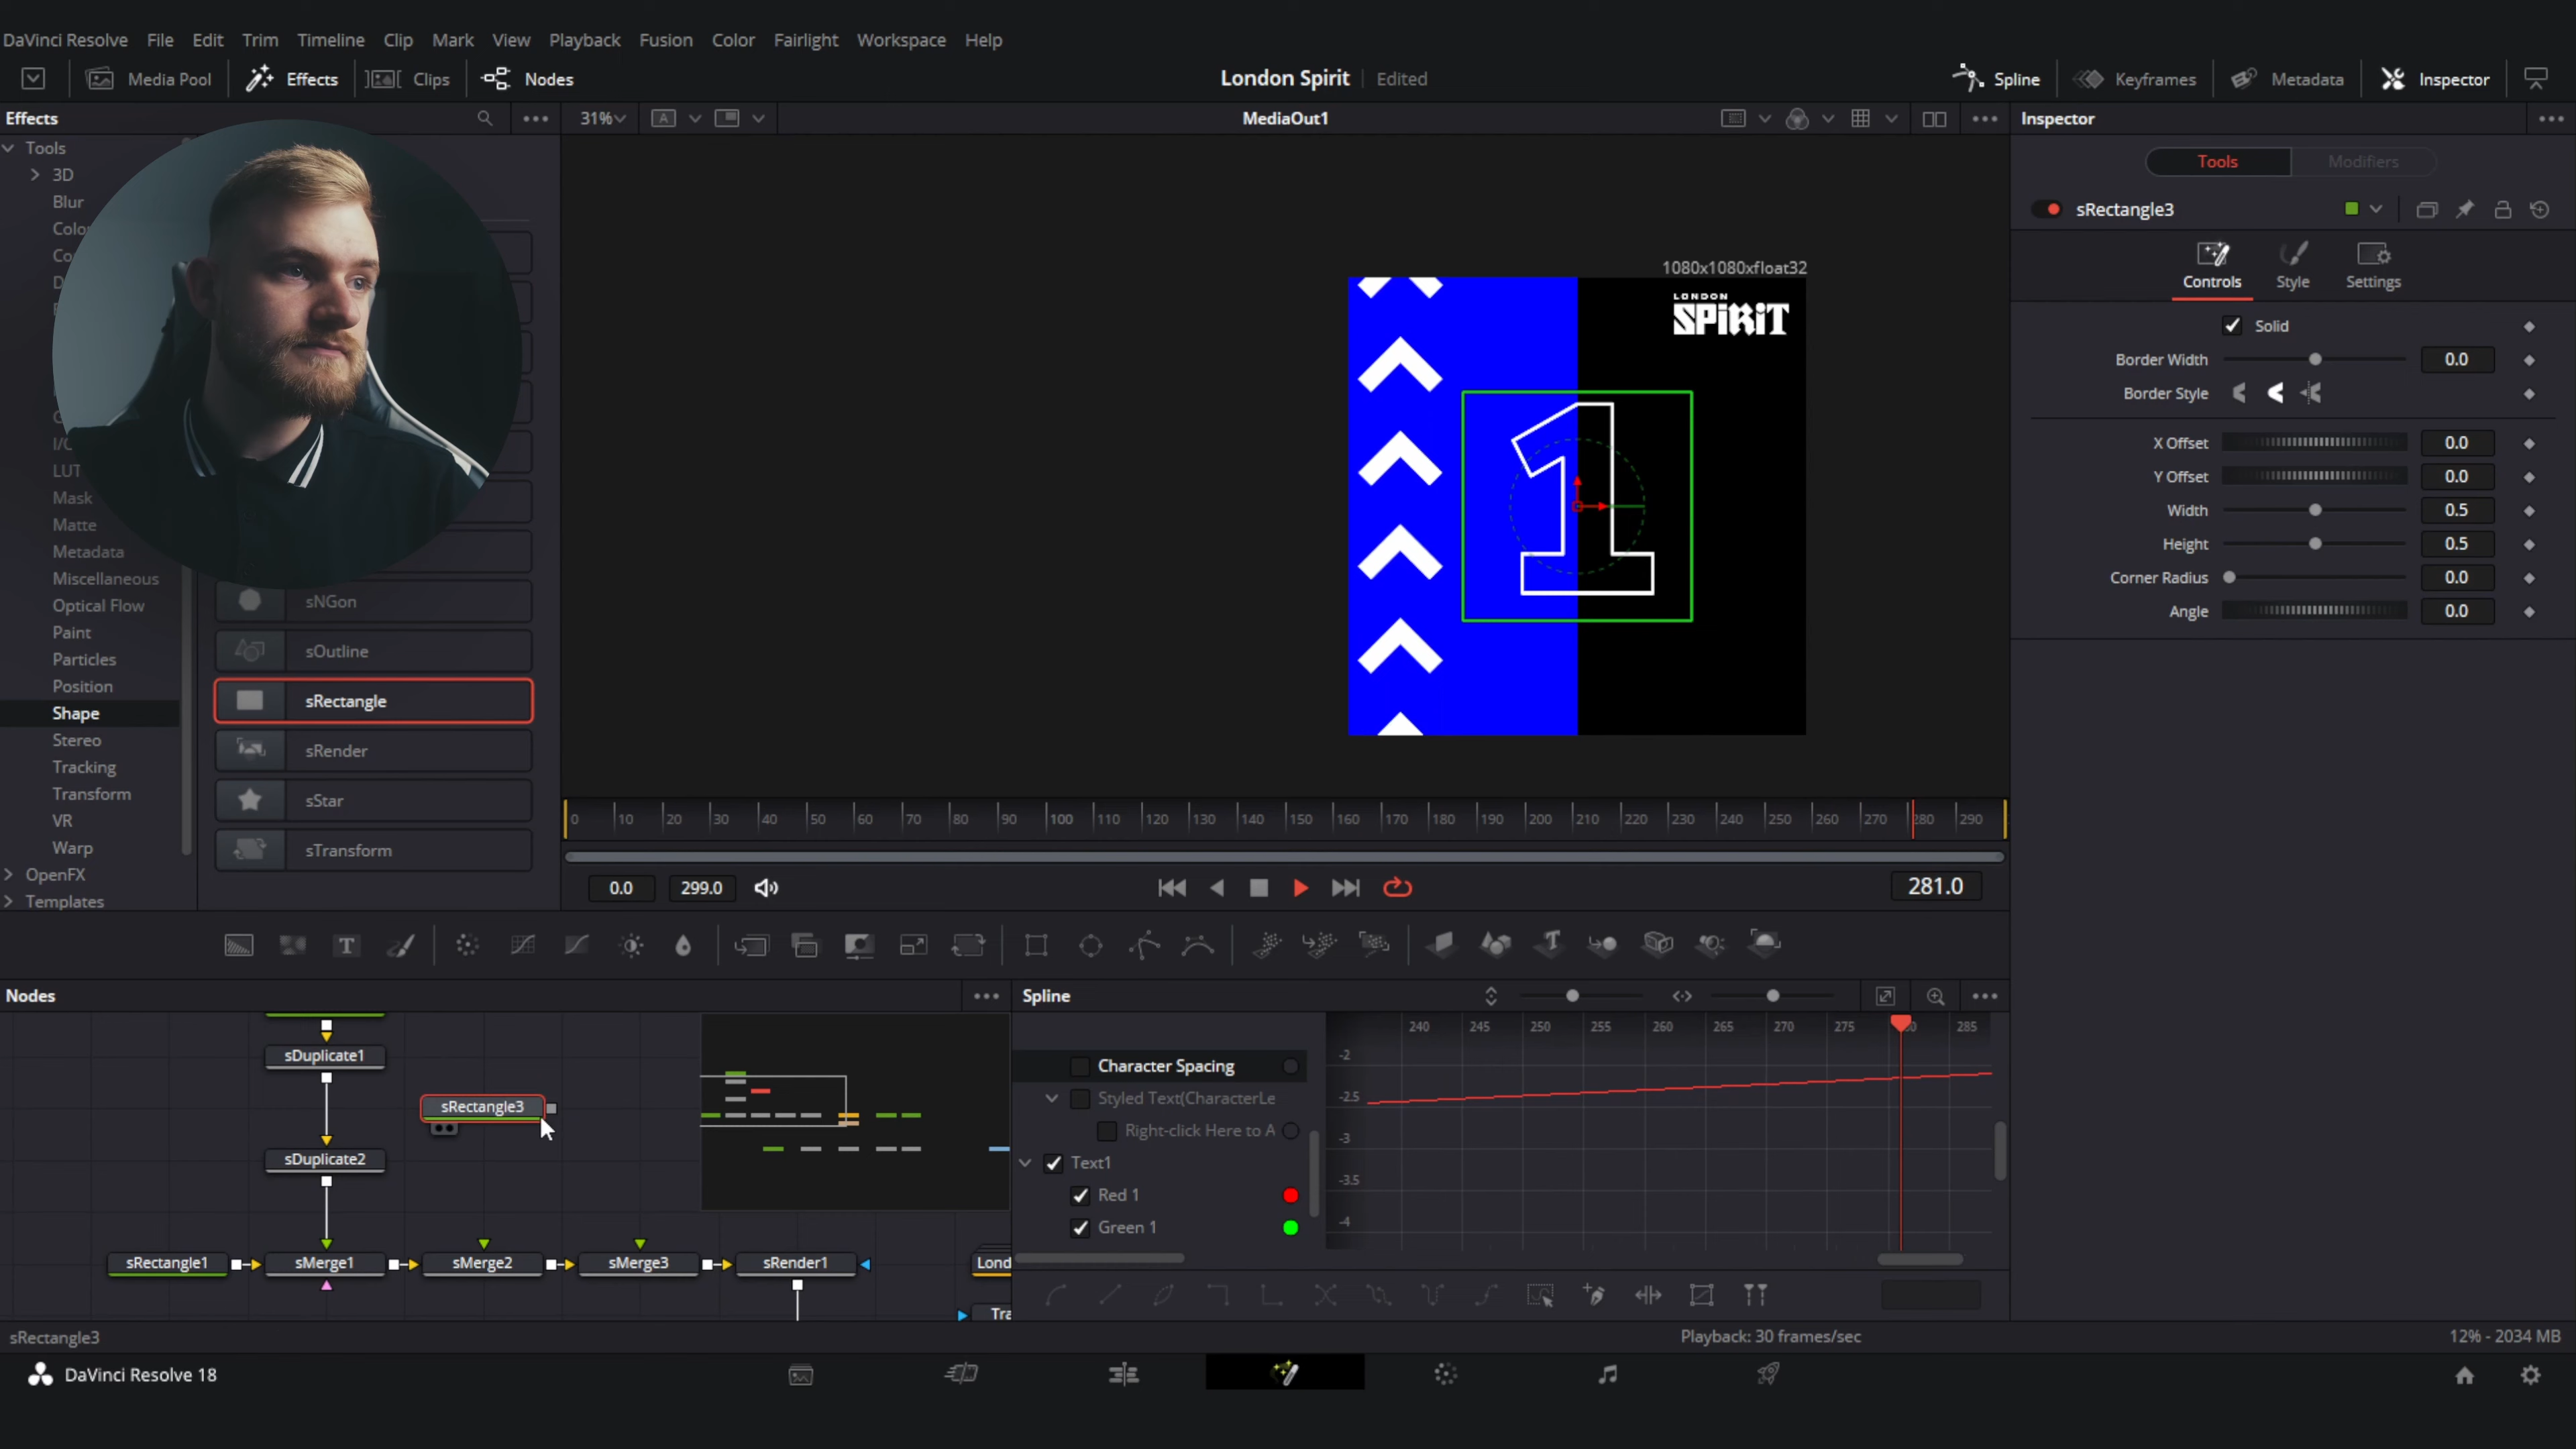 DaVinci Resolve File Edit Trim Timeline Clip Mark View Playback Fusion Color Fairlight Workspace Help
Media Pool Effects Clips Nodes London Spirit Edited Spline Keyframes Metadata Inspector
Effects 31% A MediaOut1 Inspector
Tools
3D
Blur
Mask
Matte
Metadata
Miscellaneous
Optical Flow
Paint
Particles
Position
Shape
Stereo
Tracking
Transform
VR
Warp
OpenFX
Templates
sNGon
sOutline
sRectangle
sRender
sStar
sTransform
1080x1080xfloat32
LONDON
SPIRIT
1
0 10 20 30 40 50 60 70 80 90 100 110 120 130 140 150 160 170 180 190 200 210 220 230 240 250 260 270 280 290
0.0 299.0 281.0
Tools Modifiers
sRectangle3
Controls Style Settings
Solid
Border Width 0.0
Border Style
X Offset 0.0
Y Offset 0.0
Width 0.5
Height 0.5
Corner Radius 0.0
Angle 0.0
Nodes
sDuplicate1
sRectangle3
sDuplicate2
sRectangle1 sMerge1 sMerge2 sMerge3 sRender1 Lond
Tra
Spline
240 245 250 255 260 265 270 275 285
-2
-2.5
-3
-3.5
-4
Character Spacing
Styled Text(CharacterLe
Right-click Here to A
Text1
Red 1
Green 1
sRectangle3 Playback: 30 frames/sec 12% - 2034 MB
DaVinci Resolve 18